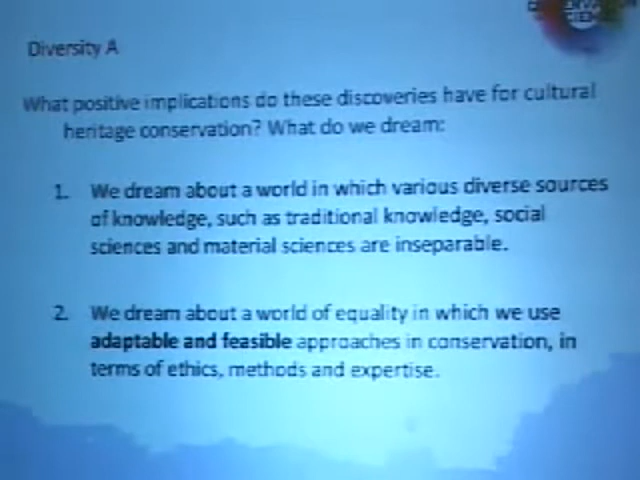 Diversity A
What positive implications do these discoveries have for cultural
heritage conservation? What do we dream:
1. We dream about a world in which various diverse sources
of knowledge, such as traditional knowledge, social
sciences and material sciences are inseparable.
2. We dream about a world of equality in which we use
adaptable and feasible approaches in conservation, in
terms of ethics, methods and expertise.